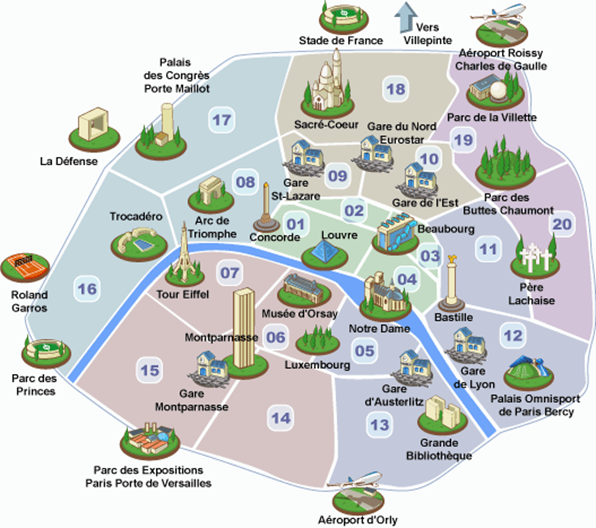 Stade de France
Vers
Villepinte
Aéroport Roissy
Charles de Gaulle
Palais
des Congrès
Porte Maillot
La Défense
17
18
Sacré-Coeur
Parc de la Villette
19
Gare du Nord
Eurostar
Gare
St-Lazare
09
10
Gare de l'Est
Parc des
Buttes Chaumont
08
Arc de
Triomphe
Trocadéro
Concorde
01
02
Louvre
Beaubourg
03
11
20
Père
Lachaise
Roland
Garros
16
Tour Eiffel
07
Musée d'Orsay
Notre Dame
04
Bastille
12
Parc des
Princes
15
Montparnasse
06
Luxembourg
05
Gare
de Lyon
Gare
Montparnasse
Gare
d'Austerlitz
Palais Omnisport
de Paris Bercy
14
13
Grande
Bibliothèque
Parc des Expositions
Paris Porte de Versailles
Aéroport d'Orly